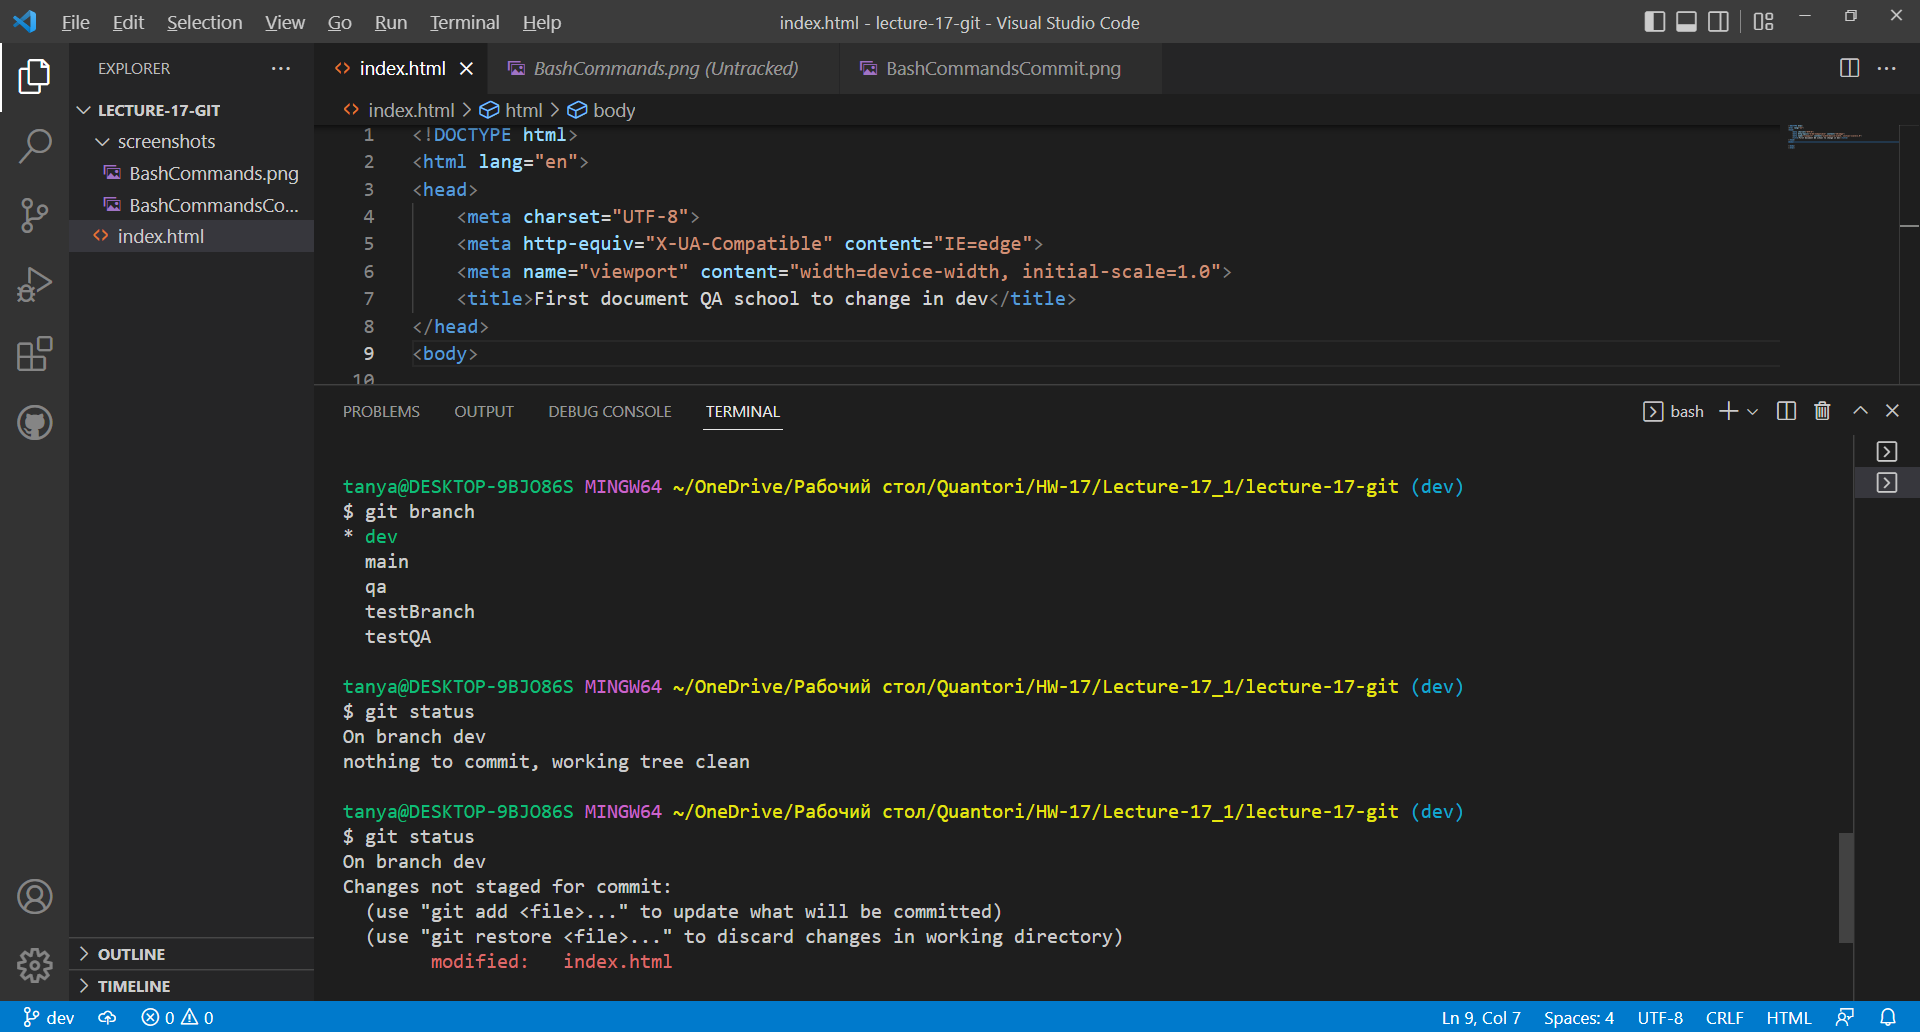 File Edit Selection View Go Run Terminal Help
index.html - lecture-17-git - Visual Studio Code
EXPLORER
LECTURE-17-GIT
screenshots
BashCommands.png
BashCommandsCo...
index.html
OUTLINE
TIMELINE
index.html
BashCommands.png (Untracked)
BashCommandsCommit.png
index.html > html > body
1 <!DOCTYPE html>
2 <html lang="en">
3 <head>
4 <meta charset="UTF-8">
5 <meta http-equiv="X-UA-Compatible" content="IE=edge">
6 <meta name="viewport" content="width=device-width, initial-scale=1.0">
7 <title>First document QA school to change in dev</title>
8 </head>
9 <body>
10
PROBLEMS OUTPUT DEBUG CONSOLE TERMINAL
bash
tanya@DESKTOP-9BJO86S MINGW64 ~/OneDrive/Рабочий стол/Quantori/HW-17/Lecture-17_1/lecture-17-git (dev)
$ git branch
* dev
main
qa
testBranch
testQA
tanya@DESKTOP-9BJO86S MINGW64 ~/OneDrive/Рабочий стол/Quantori/HW-17/Lecture-17_1/lecture-17-git (dev)
$ git status
On branch dev
nothing to commit, working tree clean
tanya@DESKTOP-9BJO86S MINGW64 ~/OneDrive/Рабочий стол/Quantori/HW-17/Lecture-17_1/lecture-17-git (dev)
$ git status
On branch dev
Changes not staged for commit:
(use "git add <file>..." to update what will be committed)
(use "git restore <file>..." to discard changes in working directory)
modified: index.html
dev 0 0
Ln 9, Col 7 Spaces: 4 UTF-8 CRLF HTML